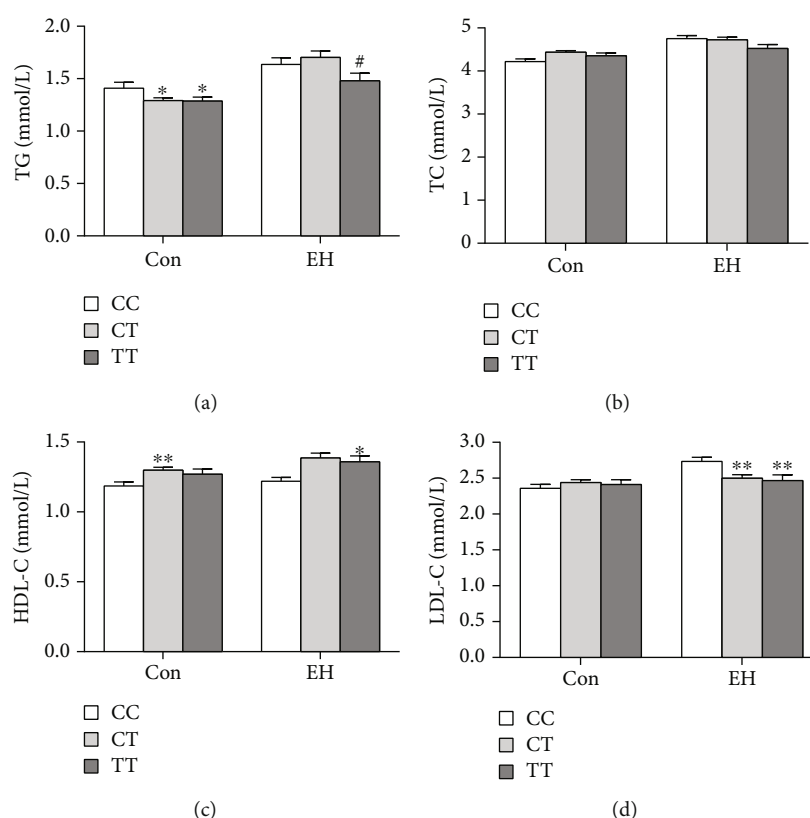 2.0
1.5
1.0
0.5
0.0
TG (mmol/L)
* * #
Con EH
CC
CT
TT
(a)
5
4
3
2
1
0
TC (mmol/L)
Con EH
CC
CT
TT
(b)
1.5
1.0
0.5
0.0
HDL-C (mmol/L)
** *
Con EH
CC
CT
TT
(c)
3.0
2.5
2.0
1.5
1.0
0.5
0.0
LDL-C (mmol/L)
** **
Con EH
CC
CT
TT
(d)